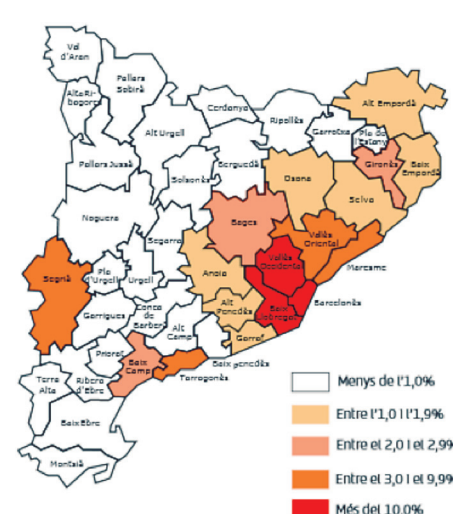 Val
d'Aran
Pallars
Sobirà
Alta Ri-
bagorç
Cerdanya
Ripollès
Alt Empordà
Alt Urgell
Garrotxa
Pla de
l'Estany
Pallars Jussà
Berguedà
Gironès
Baix
Empordà
Solsonès
Osona
Selva
Noguera
Bages
Segarra
Vallès
Oriental
Vallès
Occidental
Maresme
Segrià
Pla
d'Urgell
Urgell
Anoia
Barcelonès
Baix
Llobregat
Alt
Penedès
Garrigues
Conca
de
Barberà
Alt
Camp
Garraf
Priorat
Baix
Camp
Baix penedès
Tarragonès
Terra
Alta
Ribera
d'Ebre
Baix Ebre
Montsià
Menys de l'1,0%
Entre l'1,0 i l'1,9%
Entre el 2,0 i el 2,99
Entre el 3,0 i el 9,99
Més del 10,0%